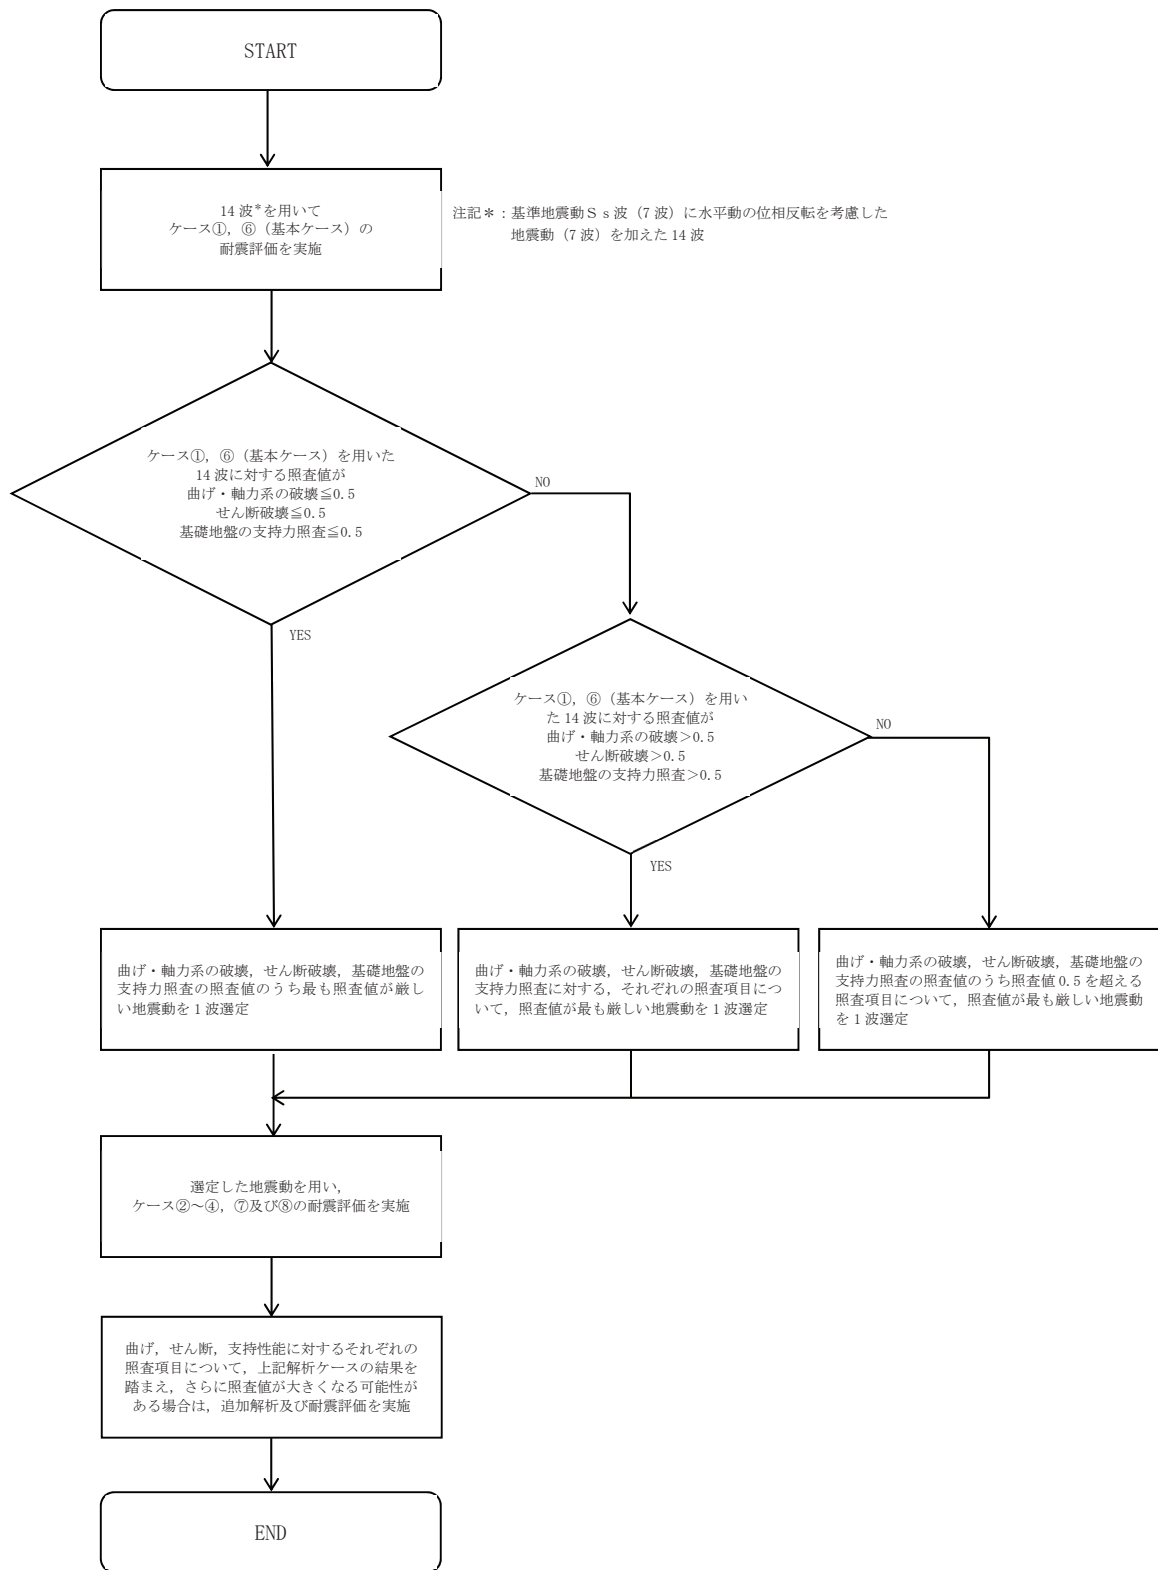 START
14 波*を用いて
ケース①，⑥（基本ケース）の
耐震評価を実施
注記＊：基準地震動Ｓｓ波（7 波）に水平動の位相反転を考慮した
地震動（7 波）を加えた 14 波
ケース①，⑥（基本ケース）を用いた
14 波に対する照査値が
曲げ・軸力系の破壊≦0.5
せん断破壊≦0.5
基礎地盤の支持力照査≦0.5
NO
YES
ケース①，⑥（基本ケース）を用い
た 14 波に対する照査値が
曲げ・軸力系の破壊＞0.5
せん断破壊＞0.5
基礎地盤の支持力照査＞0.5
NO
YES
曲げ・軸力系の破壊，せん断破壊，基礎地盤の
支持力照査の照査値のうち最も照査値が厳し
い地震動を 1 波選定
曲げ・軸力系の破壊，せん断破壊，基礎地盤の
支持力照査に対する，それぞれの照査項目につ
いて，照査値が最も厳しい地震動を 1 波選定
曲げ・軸力系の破壊，せん断破壊，基礎地盤の
支持力照査の照査値のうち照査値 0.5 を超える
照査項目について，照査値が最も厳しい地震動
を 1 波選定
選定した地震動を用い，
ケース②～④，⑦及び⑧の耐震評価を実施
曲げ，せん断，支持性能に対するそれぞれの
照査項目について，上記解析ケースの結果を
踏まえ，さらに照査値が大きくなる可能性が
ある場合は，追加解析及び耐震評価を実施
END